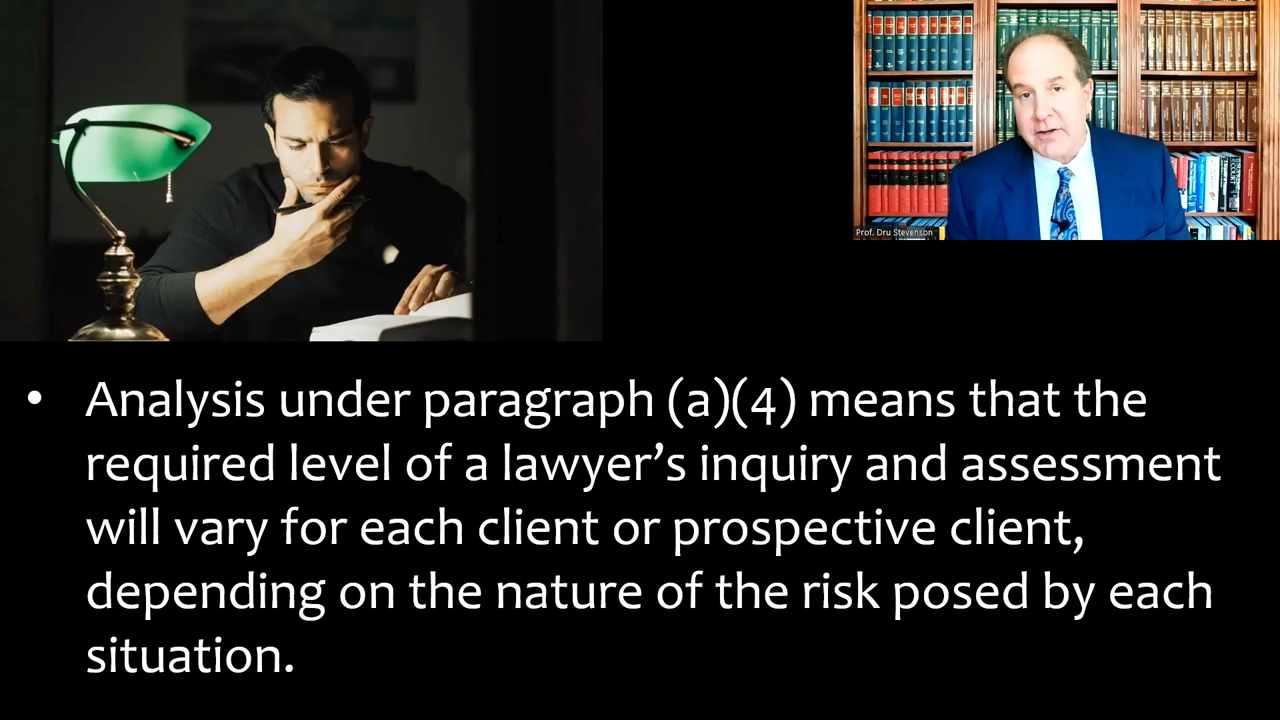 Prof. Dru Stevenson
• Analysis under paragraph (a)(4) means that the
required level of a lawyer’s inquiry and assessment
will vary for each client or prospective client,
depending on the nature of the risk posed by each
situation.